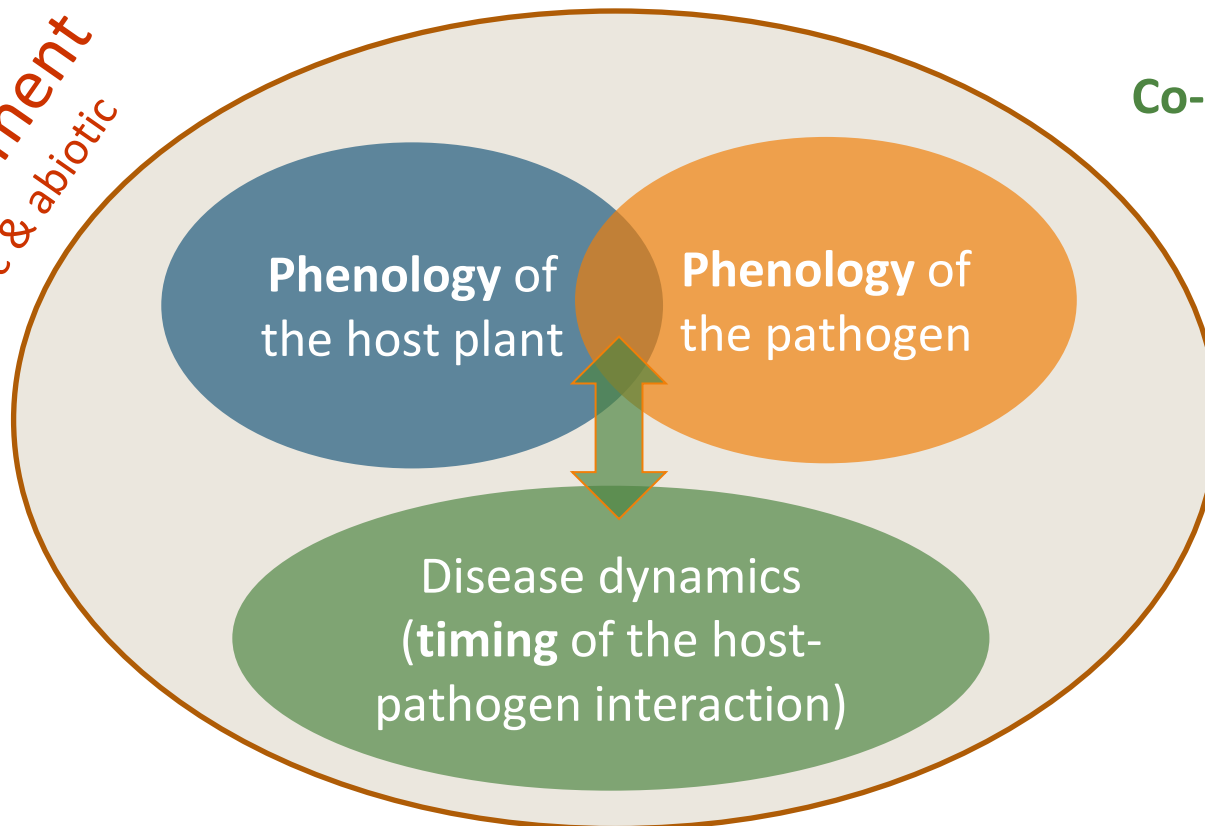 ment
& abiotic
Co-
Phenology of
the host plant
Phenology of
the pathogen
Disease dynamics
(timing of the host-
pathogen interaction)